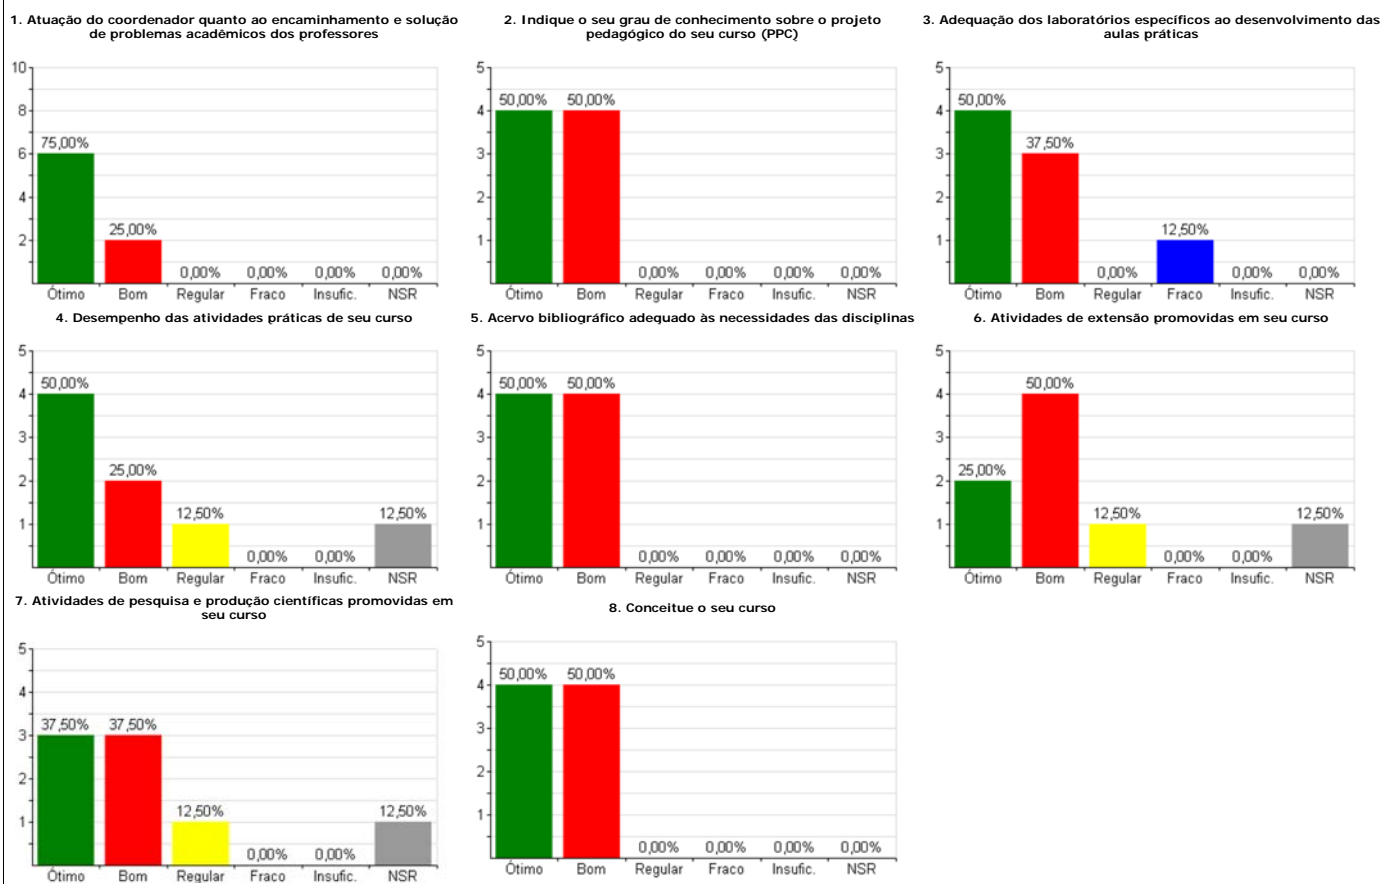 1. Atuação do coordenador quanto ao encaminhamento e solução
de problemas acadêmicos dos professores
10
8
6
4
2
75,00%
25,00%
0,00% 0,00% 0,00% 0,00%
Ótimo Bom Regular Fraco Insufic. NSR
2. Indique o seu grau de conhecimento sobre o projeto
pedagógico do seu curso (PPC)
5
4
3
2
1
50,00% 50,00%
0,00% 0,00% 0,00% 0,00%
Ótimo Bom Regular Fraco Insufic. NSR
3. Adequação dos laboratórios específicos ao desenvolvimento das
aulas práticas
5
4
3
2
1
50,00%
37,50%
0,00% 12,50% 0,00% 0,00%
Ótimo Bom Regular Fraco Insufic. NSR
4. Desempenho das atividades práticas de seu curso
5
4
3
2
1
50,00%
25,00%
12,50% 0,00% 0,00% 12,50%
Ótimo Bom Regular Fraco Insufic. NSR
5. Acervo bibliográfico adequado às necessidades das disciplinas
5
4
3
2
1
50,00% 50,00%
0,00% 0,00% 0,00% 0,00%
Ótimo Bom Regular Fraco Insufic. NSR
6. Atividades de extensão promovidas em seu curso
5
4
3
2
1
25,00% 50,00%
12,50% 0,00% 0,00% 12,50%
Ótimo Bom Regular Fraco Insufic. NSR
7. Atividades de pesquisa e produção científicas promovidas em
seu curso
5
4
3
2
1
37,50% 37,50%
12,50% 0,00% 0,00% 12,50%
Ótimo Bom Regular Fraco Insufic. NSR
8. Conceitue o seu curso
5
4
3
2
1
50,00% 50,00%
0,00% 0,00% 0,00% 0,00%
Ótimo Bom Regular Fraco Insufic. NSR